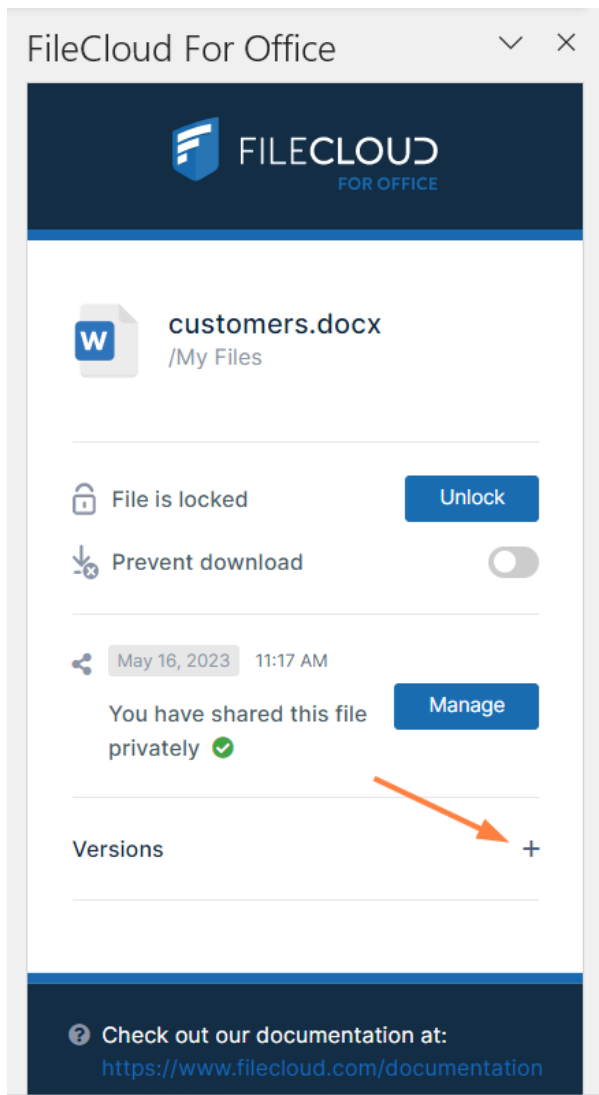 FileCloud For Office
FILECLOUD
FOR OFFICE
W
customers.docx
/My Files
File is locked
Unlock
Prevent download
May 16, 2023 11:17 AM
You have shared this file
privately
Manage
Versions
+
Check out our documentation at:
https://www.filecloud.com/documentation